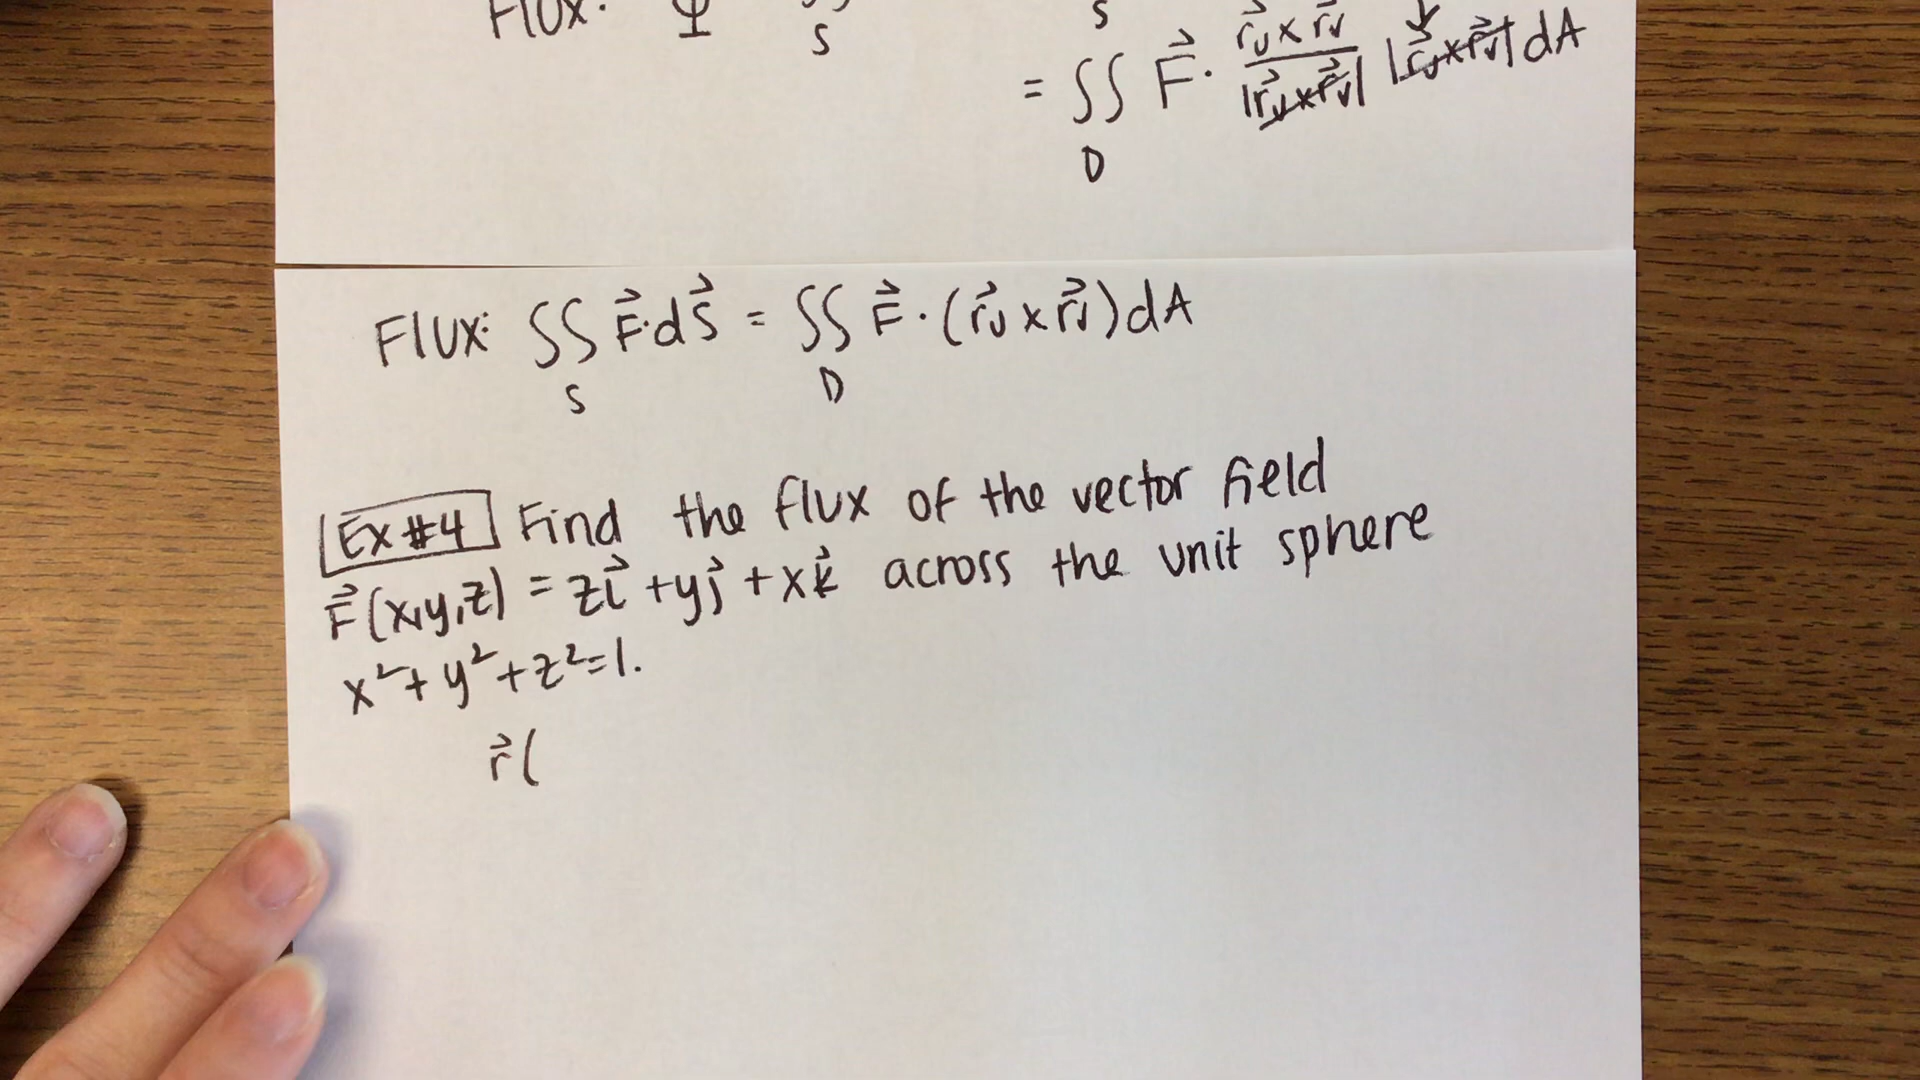 Flux: Φ ∬
S S
= ∬ F⃗ · r⃗u × r⃗v / |r⃗u × r⃗v| |r⃗u × r⃗v| dA
D
Flux: ∬ F⃗ · dS⃗ = ∬ F⃗ · (r⃗u × r⃗v) dA
S D
Ex #4 Find the flux of the vector field
F⃗(x,y,z) = zi⃗ + yj⃗ + xk⃗ across the unit sphere
x² + y² + z² = 1.
r⃗(